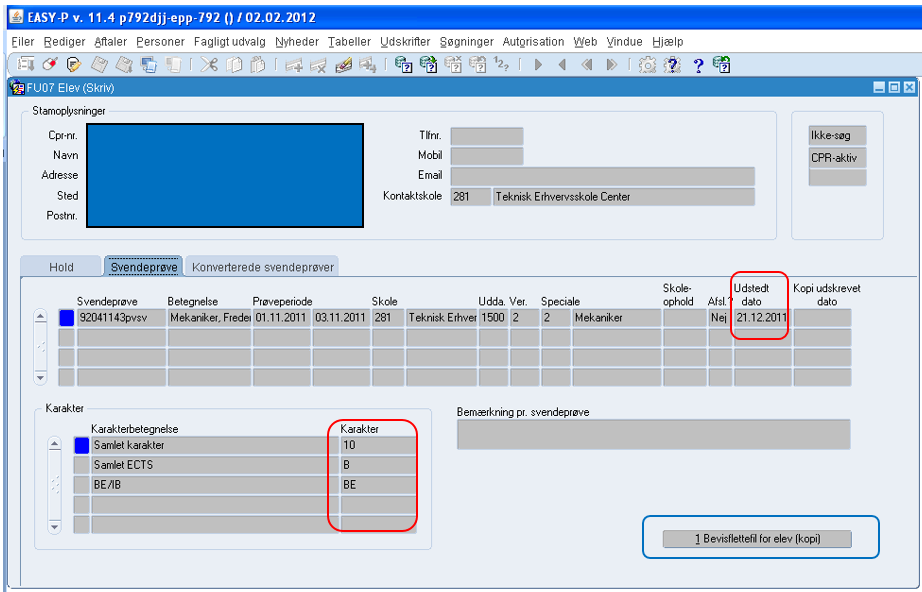 EASY-P v. 11.4 p792djj-epp-792 () / 02.02.2012
Filer Rediger Aftaler Personer Fagligt udvalg Nyheder Tabeller Udskrifter Søgninger Autorisation Web Vindue Hjælp
FU07 Elev (Skriv)
Stamoplysninger
Cpr-nr. Tlfnr. Ikke-søg
Navn Mobil CPR-aktiv
Adresse Email
Sted Kontaktskole 281 Teknisk Erhvervsskole Center
Postnr.
Hold Svendeprøve Konverterede svendeprøver
Skole- Udstedt Kopi udskrevet
Svendeprøve Betegnelse Prøveperiode Skole Udda. Ver. Speciale ophold Afsl.? dato dato
92041143pvsv Mekaniker, Freder 01.11.2011 03.11.2011 281 Teknisk Erhver 1500 2 2 Mekaniker Nej 21.12.2011
Karakter
Karakterbetegnelse Karakter
Samlet karakter 10
Samlet ECTS B
BE/IB BE
Bemærkning pr. svendeprøve
1 Bevisflettefil for elev (kopi)